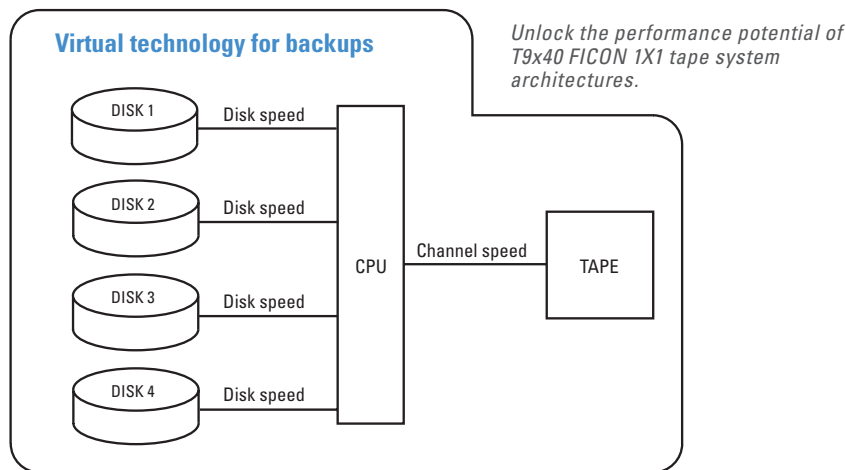 Virtual technology for backups
Unlock the performance potential of
T9x40 FICON 1X1 tape system
architectures.
DISK 1
Disk speed
DISK 2
Disk speed
CPU
Channel speed
TAPE
DISK 3
Disk speed
DISK 4
Disk speed